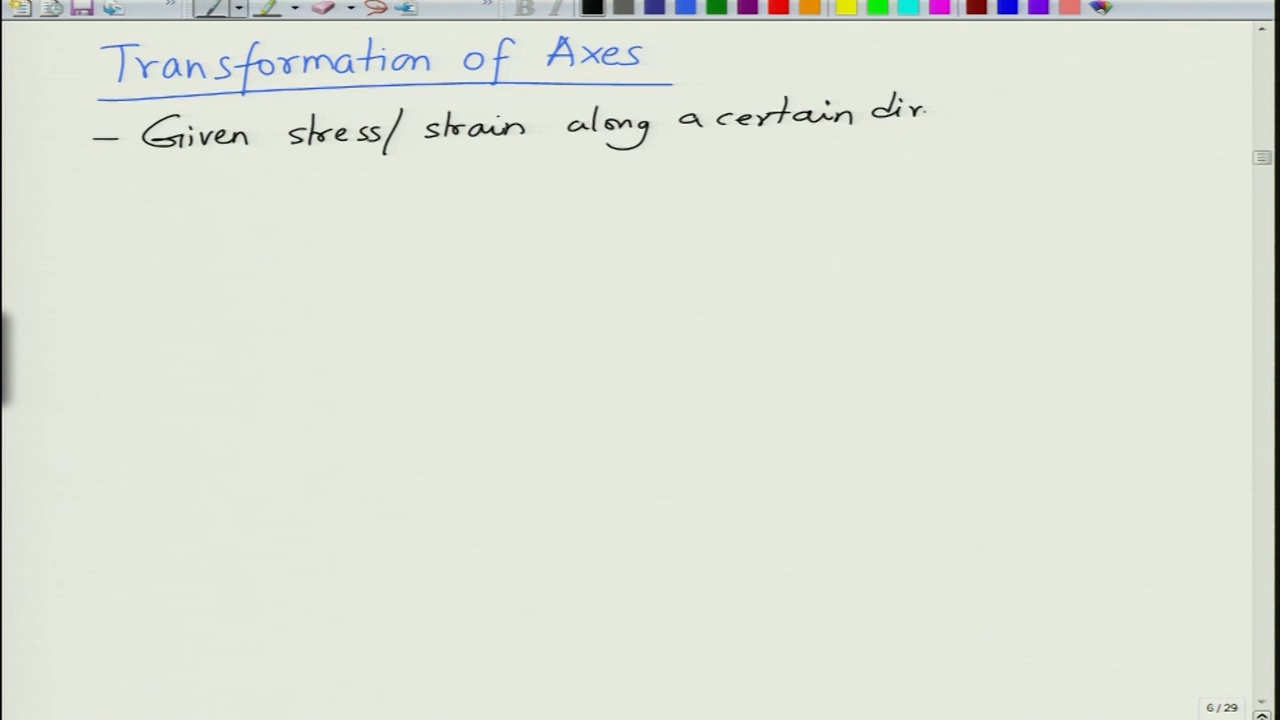 Transformation of Axes
- Given stress/ strain along a certain dir.
6 / 29